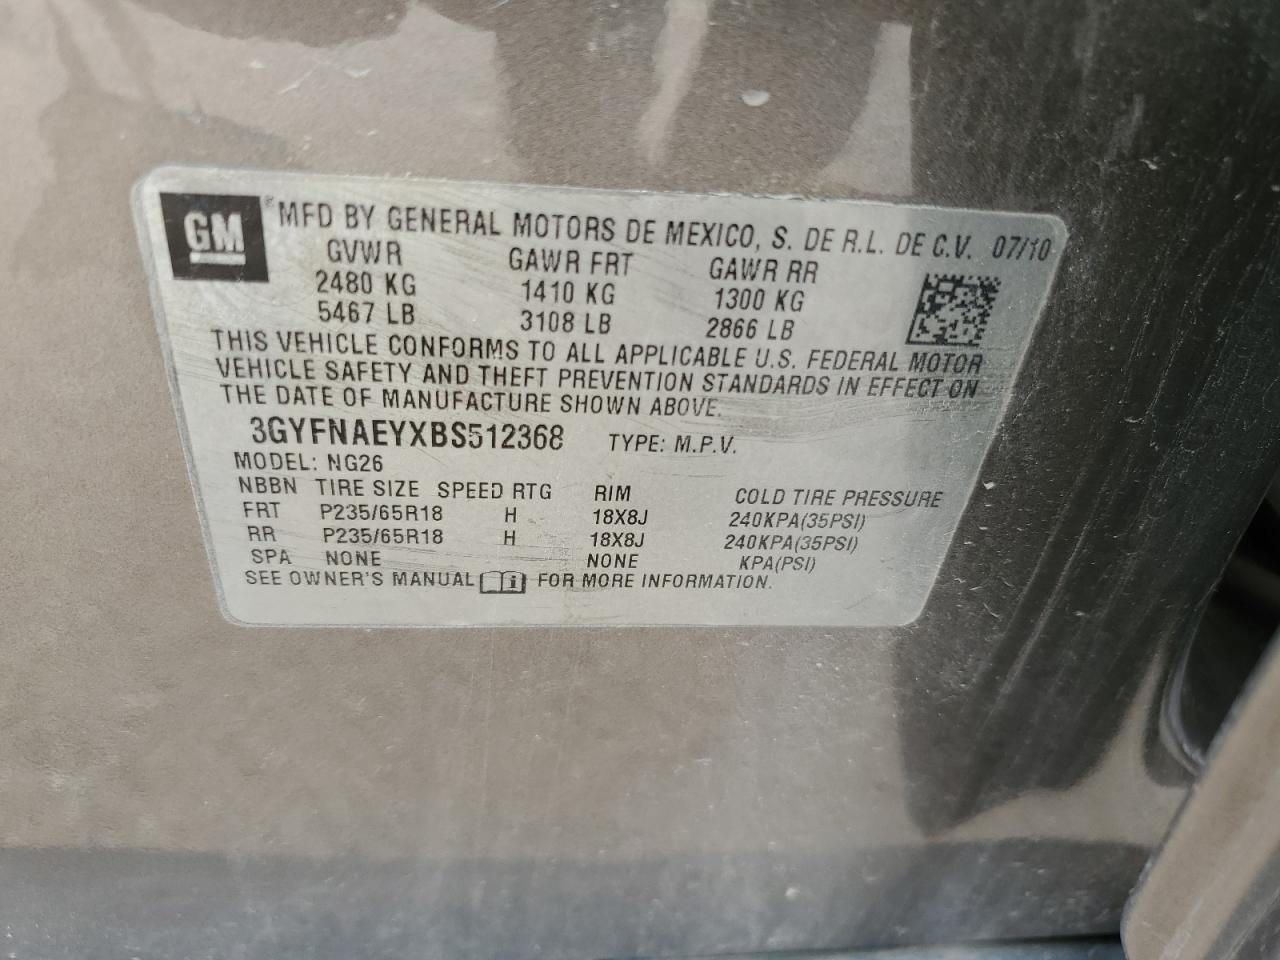 GM ® MFD BY GENERAL MOTORS DE MEXICO, S. DE R.L. DE C.V. 07/10
GVWR GAWR FRT GAWR RR
2480 KG 1410 KG 1300 KG
5467 LB 3108 LB 2866 LB
THIS VEHICLE CONFORMS TO ALL APPLICABLE U.S. FEDERAL MOTOR
VEHICLE SAFETY AND THEFT PREVENTION STANDARDS IN EFFECT ON
THE DATE OF MANUFACTURE SHOWN ABOVE.
3GYFNAEYXBS512368 TYPE: M.P.V.
MODEL: NG26
NBBN TIRE SIZE SPEED RTG RIM COLD TIRE PRESSURE
FRT P235/65R18 H 18X8J 240KPA(35PSI)
RR P235/65R18 H 18X8J 240KPA(35PSI)
SPA NONE NONE KPA(PSI)
SEE OWNER'S MANUAL i FOR MORE INFORMATION.